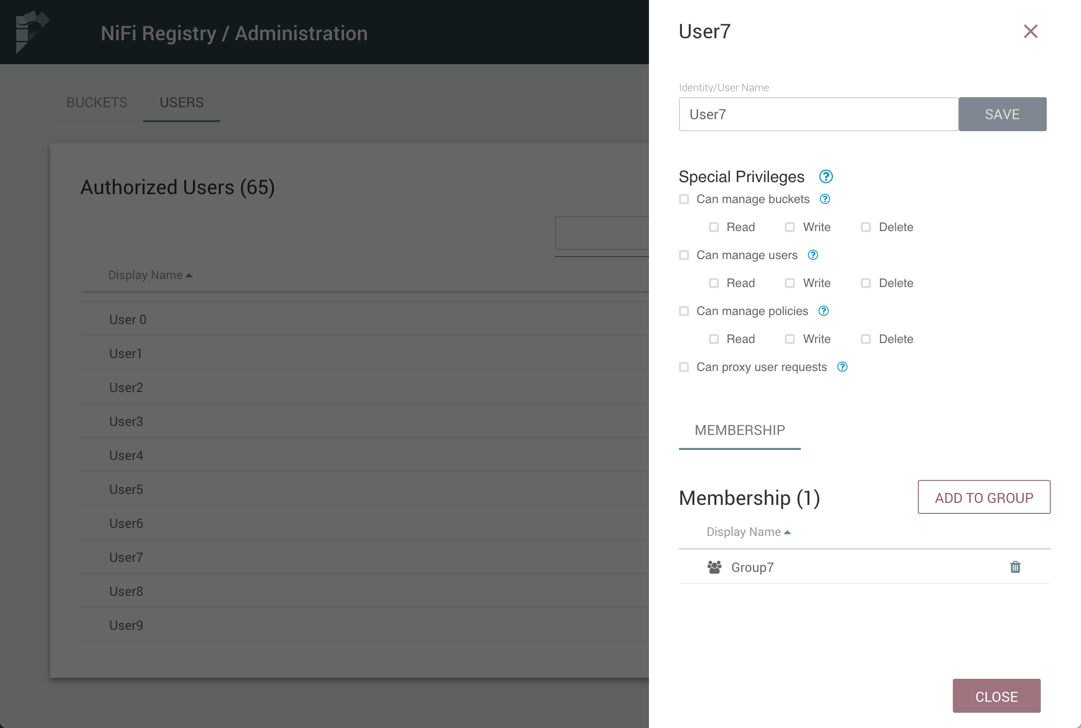 NiFi Registry / Administration
BUCKETS
USERS
Authorized Users (65)
Display Name
User 0
User1
User2
User3
User4
User5
User6
User7
User8
User9
User7
Identity/User Name
User7
SAVE
Special Privileges
Can manage buckets
Read Write Delete
Can manage users
Read Write Delete
Can manage policies
Read Write Delete
Can proxy user requests
MEMBERSHIP
Membership (1)
ADD TO GROUP
Display Name
Group7
CLOSE